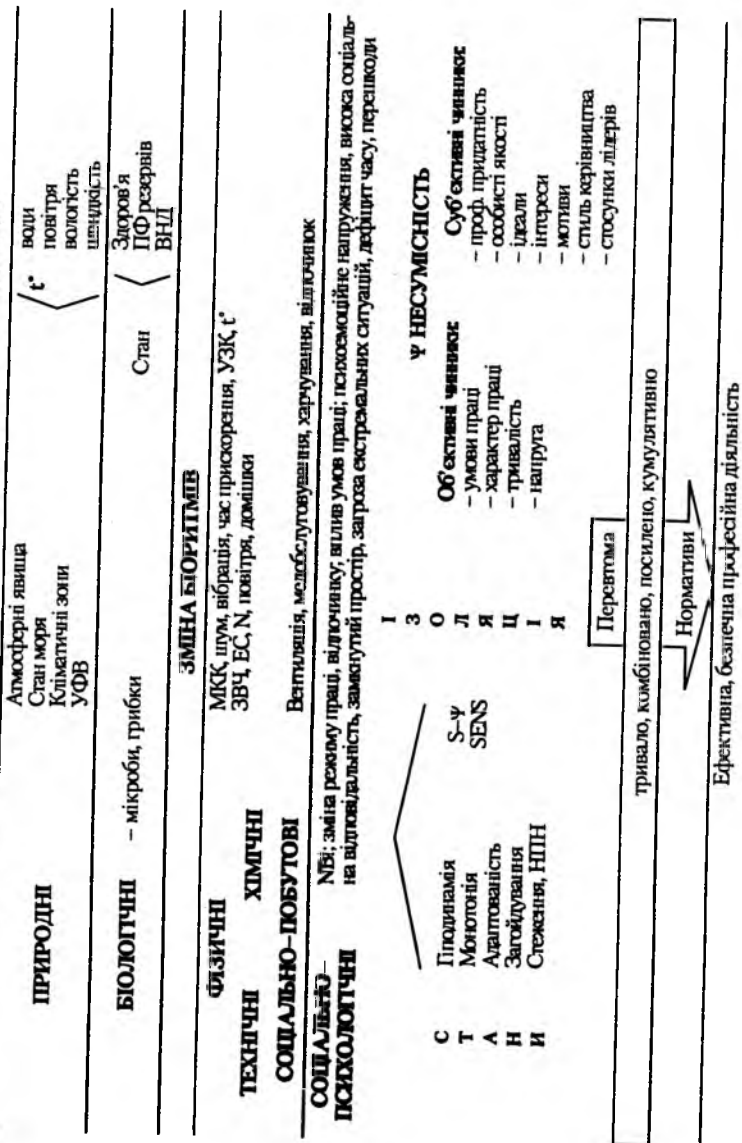 ПРИРОДНІ
Атмосферні явища
Стан моря
Кліматичні зони
УФВ
t°
води
повітря
вологість
швидкість
БІОЛОГІЧНІ
– мікроби, грибки
Стан
Здоров'я
ПФ резервів
ВНД
ЗМІНА БІОРИТМІВ
ФІЗИЧНІ
ТЕХНІЧНІ
ХІМІЧНІ
МКК, шум, вібрація, час прискорення, УЗК, t°
ЗВЧ, ЕС, N, повітря, домішки
СОЦІАЛЬНО–ПОБУТОВІ
Вентиляція, медобслуговування, харчування, відпочинок
СОЦІАЛЬНО–
ПСИХОЛОГІЧНІ
зміна режиму праці, відпочинку; вплив умов праці; психоемоційне напруження, висока соціаль-
на відповідальність, замкнутий простір, загроза екстремальних ситуацій, дефіцит часу, перешкоди
С
Т
А
Н
И
Гіподинамія
Монотонія
Адаптованість
Загойдування
Стеження, НПН
S–Ψ
SENS
І
З
О
Л
Я
Ц
І
Я
Ψ НЕСУМІСНІСТЬ
Об'єктивні чинники:
– умови праці
– характер праці
– тривалість
– напруга
Суб'єктивні чинники:
– проф. придатність
– особисті якості
– ідеали
– інтереси
– мотиви
– стиль керівництва
– стосунки лідерів
Перевтома
тривало, комбіновано, посилено, кумулятивно
Нормативи
Ефективна, безпечна професійна діяльність